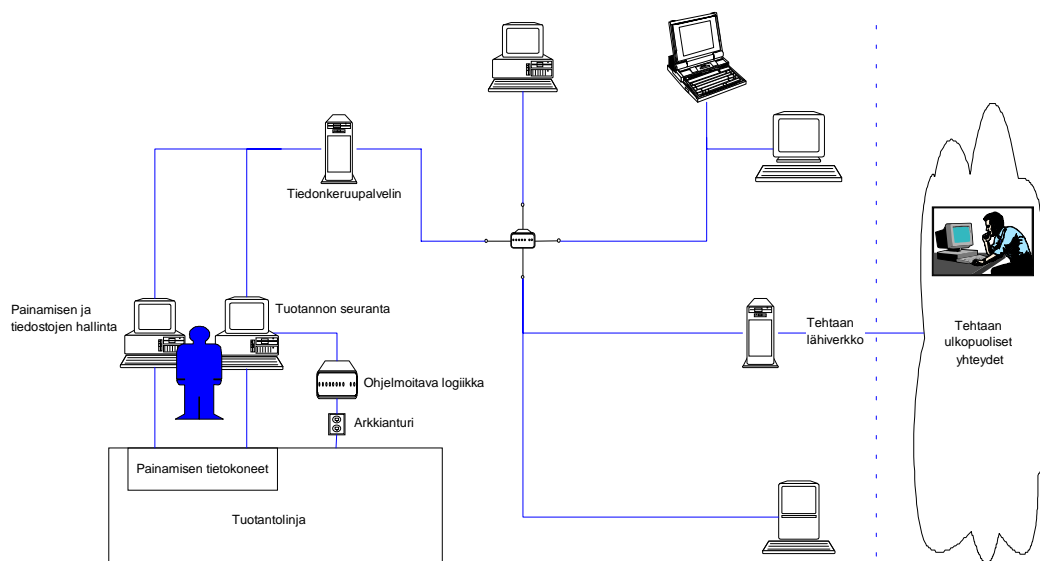 Tiedonkeruupalvelin
Painamisen ja
tiedostojen hallinta
Tuotannon seuranta
Ohjelmoitava logiikka
Arkkianturi
Painamisen tietokoneet
Tuotantolinja
Tehtaan
lähiverkko
Tehtaan
ulkopuoliset
yhteydet